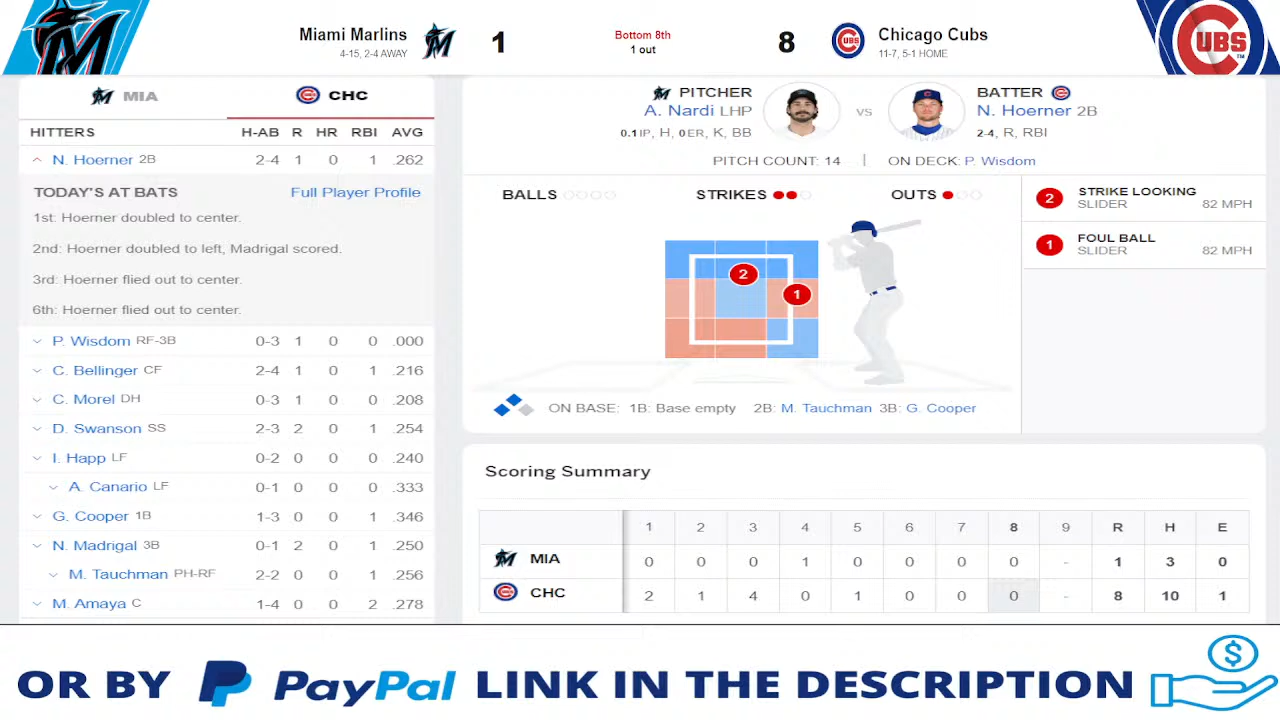 Miami Marlins
4-15, 2-4 AWAY
1
Bottom 8th
1 out
8
Chicago Cubs
11-7, 5-1 HOME
CUBS
UBS
TM
MIA
CHC
HITTERS H-AB R HR RBI AVG
N. Hoerner 2B 2-4 1 0 1 .262
TODAY'S AT BATS Full Player Profile
1st: Hoerner doubled to center.
2nd: Hoerner doubled to left, Madrigal scored.
3rd: Hoerner flied out to center.
6th: Hoerner flied out to center.
P. Wisdom RF-3B 0-3 1 0 0 .000
C. Bellinger CF 2-4 1 0 1 .216
C. Morel DH 0-3 1 0 0 .208
D. Swanson SS 2-3 2 0 1 .254
I. Happ LF 0-2 0 0 0 .240
A. Canario LF 0-1 0 0 0 .333
G. Cooper 1B 1-3 0 0 1 .346
N. Madrigal 3B 0-1 2 0 1 .250
M. Tauchman PH-RF 2-2 0 0 1 .256
M. Amaya C 1-4 0 0 2 .278
PITCHER
A. Nardi LHP
0.1 IP, H, 0 ER, K, BB
vs
BATTER
N. Hoerner 2B
2-4, R, RBI
PITCH COUNT: 14 | ON DECK: P. Wisdom
BALLS STRIKES OUTS
2
1
ON BASE: 1B: Base empty 2B: M. Tauchman 3B: G. Cooper
2 STRIKE LOOKING
SLIDER 82 MPH
1 FOUL BALL
SLIDER 82 MPH
Scoring Summary
1 2 3 4 5 6 7 8 9 R H E
MIA 0 0 0 1 0 0 0 0 - 1 3 0
CHC 2 1 4 0 1 0 0 0 - 8 10 1
OR BY PayPal LINK IN THE DESCRIPTION
$